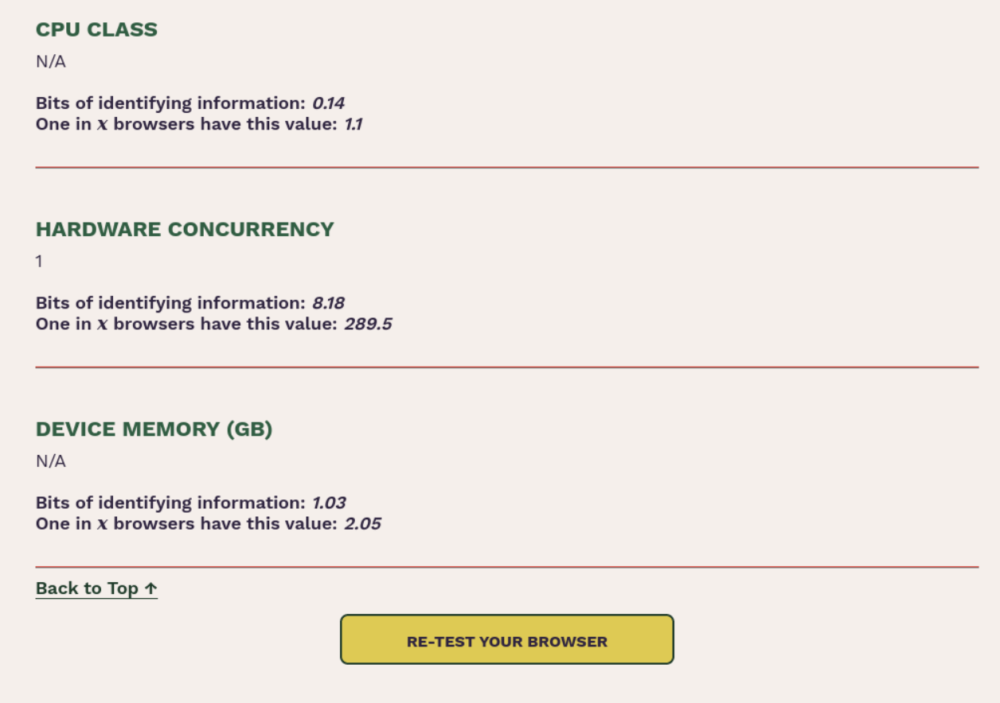 CPU CLASS
N/A
Bits of identifying information: 0.14
One in x browsers have this value: 1.1
HARDWARE CONCURRENCY
1
Bits of identifying information: 8.18
One in x browsers have this value: 289.5
DEVICE MEMORY (GB)
N/A
Bits of identifying information: 1.03
One in x browsers have this value: 2.05
Back to Top ↑
RE-TEST YOUR BROWSER